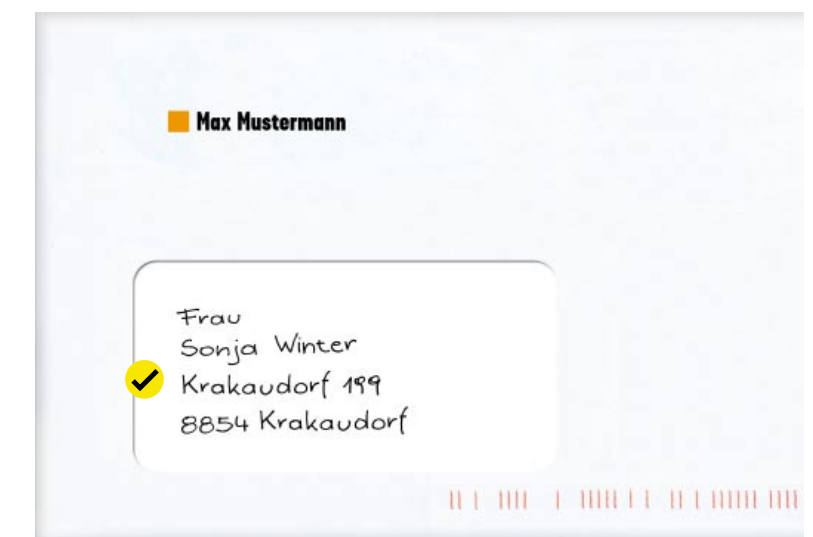 Max Mustermann
Frau
Sonja Winter
Krakaudorf 199
8854 Krakaudorf